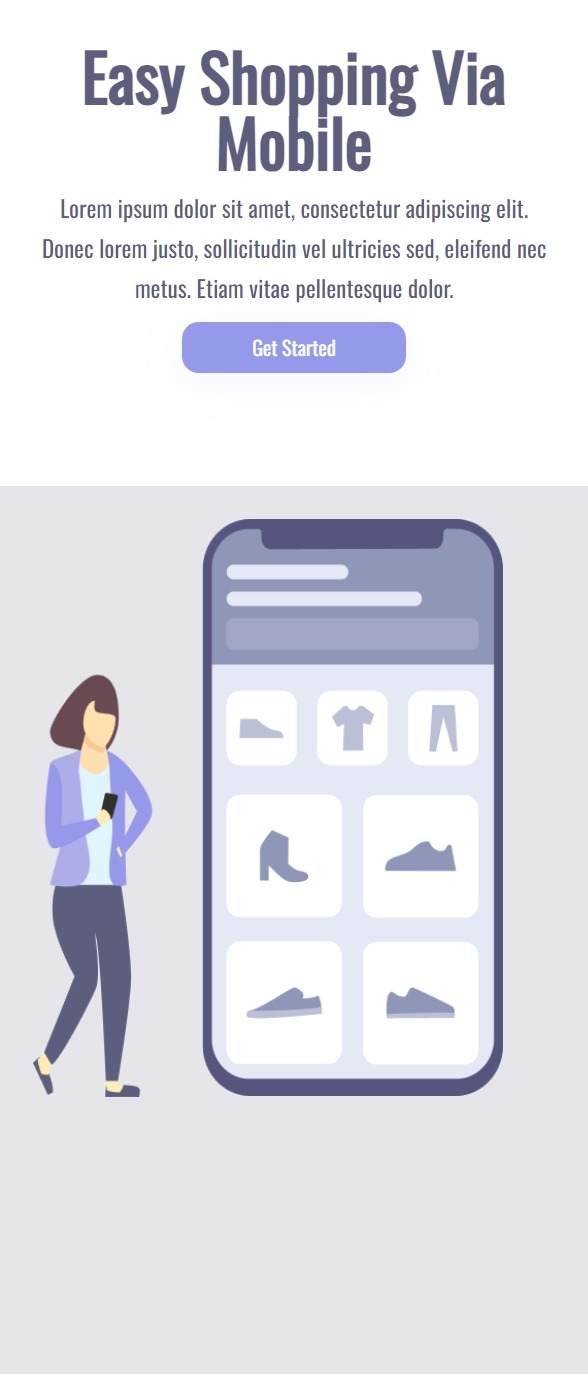 Easy Shopping Via
Mobile
Lorem ipsum dolor sit amet, consectetur adipiscing elit.
Donec lorem justo, sollicitudin vel ultricies sed, eleifend nec
metus. Etiam vitae pellentesque dolor.
Get Started